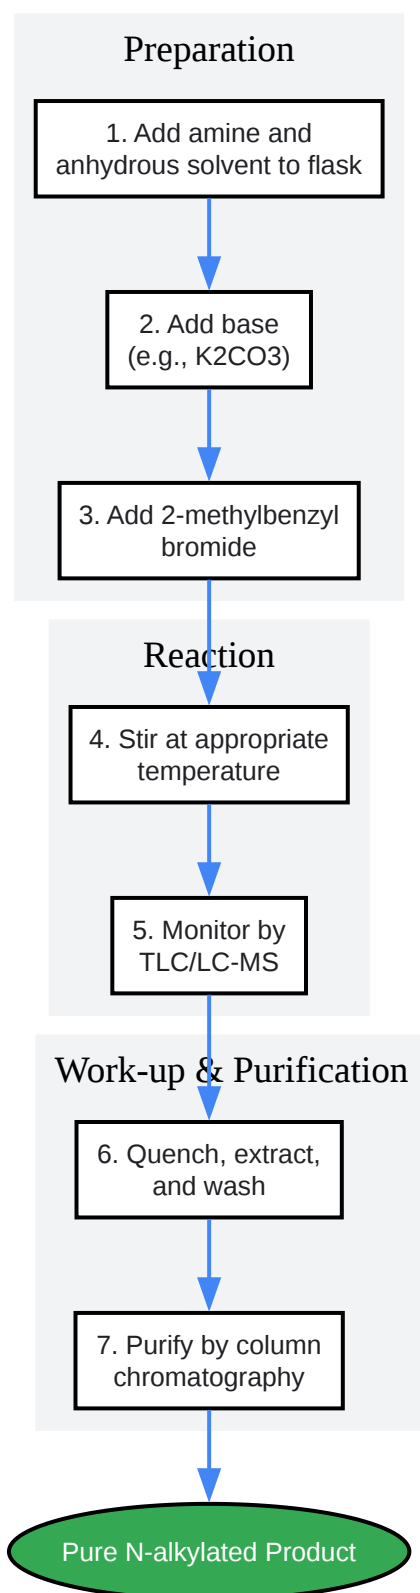 Preparation
1. Add amine and
anhydrous solvent to flask
2. Add base
(e.g., K2CO3)
3. Add 2-methylbenzyl
bromide
Reaction
4. Stir at appropriate
temperature
5. Monitor by
TLC/LC-MS
Work-up & Purification
6. Quench, extract,
and wash
7. Purify by column
chromatography
Pure N-alkylated Product